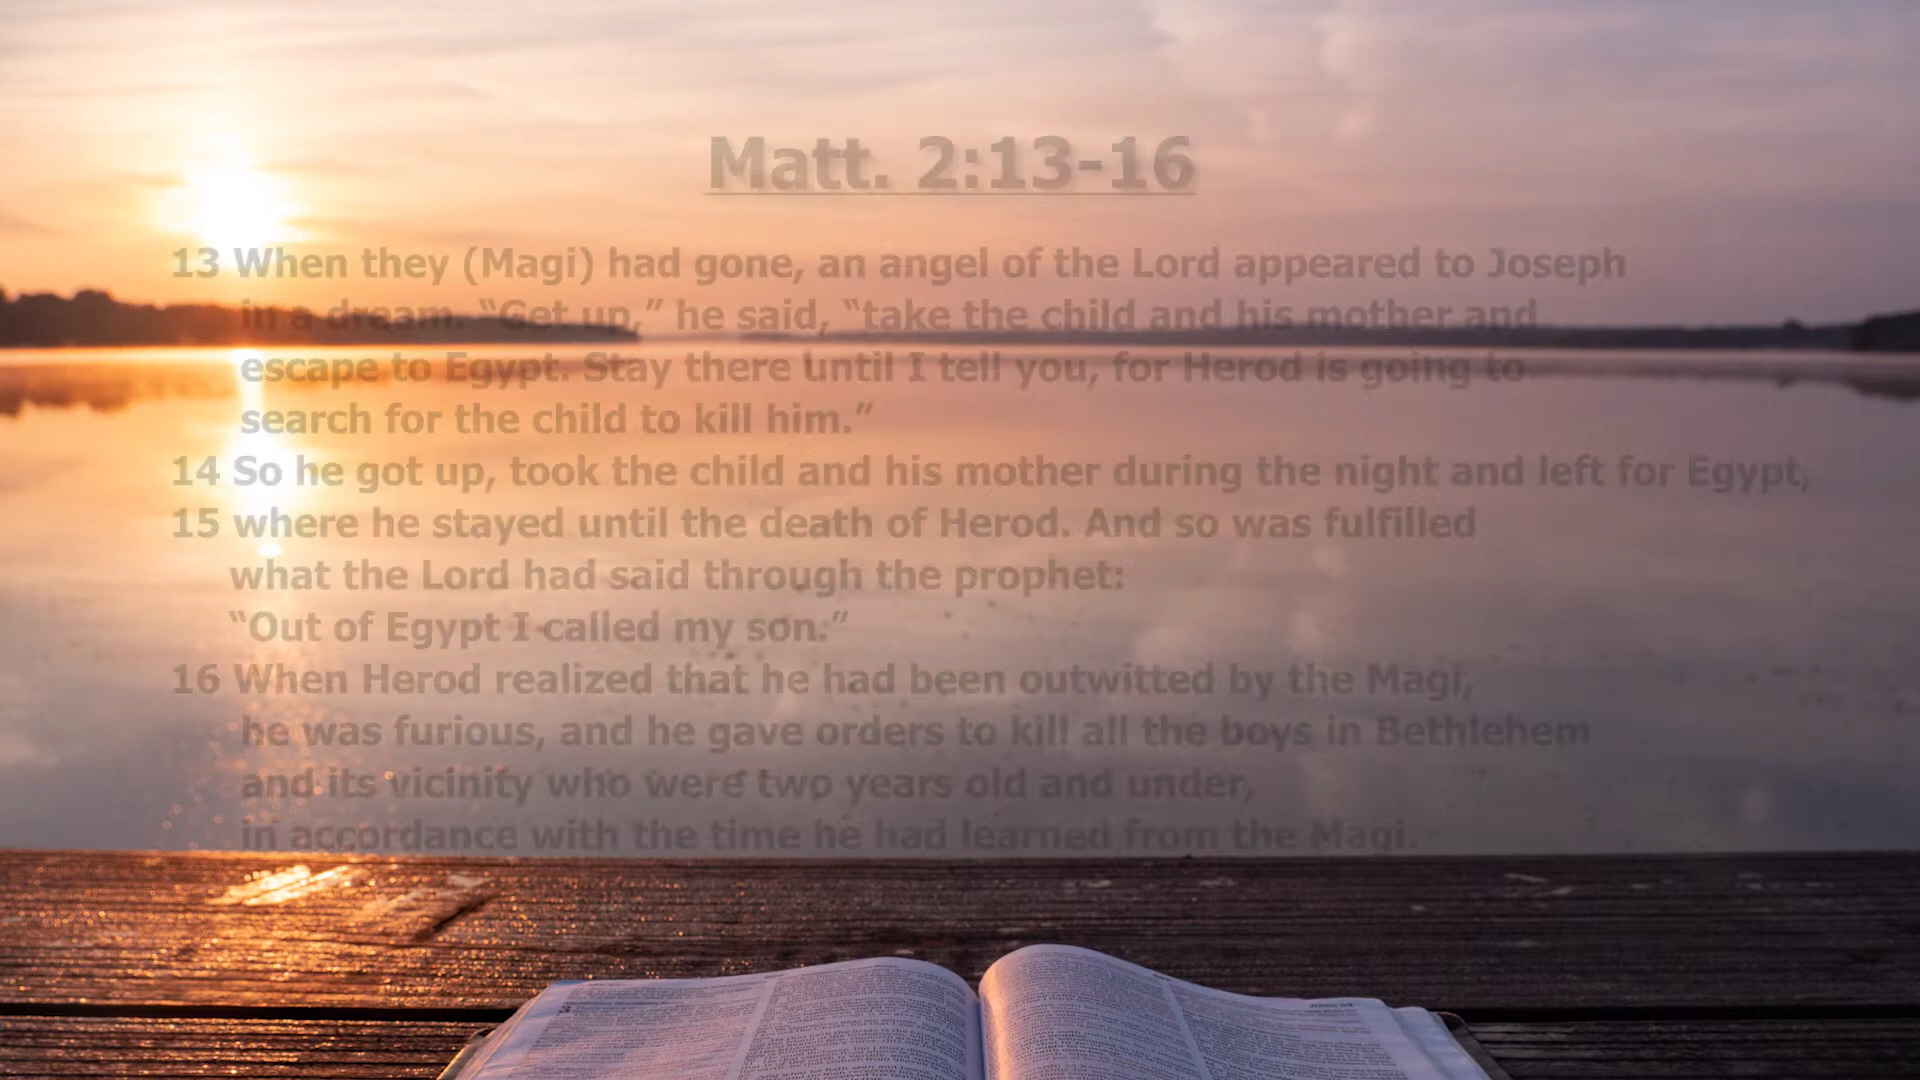 Matt. 2:13-16
13 When they (Magi) had gone, an angel of the Lord appeared to Joseph
in a dream. “Get up,” he said, “take the child and his mother and
escape to Egypt. Stay there until I tell you, for Herod is going to
search for the child to kill him.”
14 So he got up, took the child and his mother during the night and left for Egypt,
15 where he stayed until the death of Herod. And so was fulfilled
what the Lord had said through the prophet:
“Out of Egypt I called my son.”
16 When Herod realized that he had been outwitted by the Magi,
he was furious, and he gave orders to kill all the boys in Bethlehem
and its vicinity who were two years old and under,
in accordance with the time he had learned from the Magi.